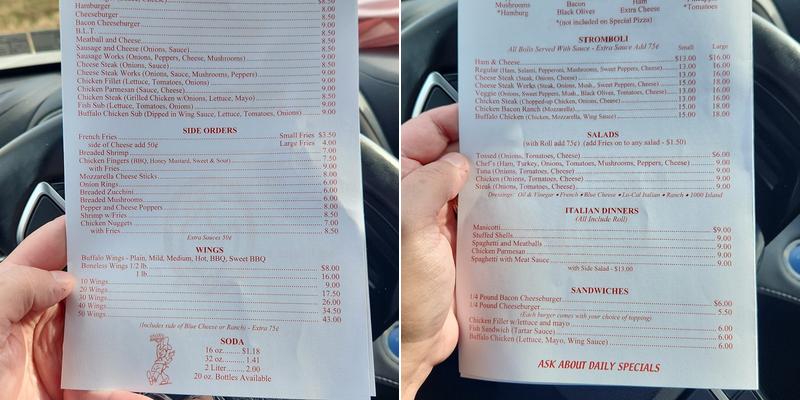 $8.50
Hamburger 8.00
Cheeseburger 8.50
Bacon Cheeseburger 9.00
B.L.T. 8.50
Meatball and Cheese 8.50
Sausage and Cheese (Onions, Sauce) 8.50
Sausage Works (Onions, Peppers, Cheese, Mushrooms) 9.00
Cheese Steak (Onions, Sauce) 8.50
Cheese Steak Works (Onions, Sauce, Mushrooms, Peppers) 9.00
Chicken Fillet (Lettuce, Tomatoes, Onions) 9.00
Chicken Parmesan (Sauce, Cheese) 9.00
Chicken Steak (Grilled Chicken w/Onions, Lettuce, Mayo) 8.50
Fish Sub (Lettuce, Tomatoes, Onions) 9.00
Buffalo Chicken Sub (Dipped in Wing Sauce, Lettuce, Tomatoes, Onions) 9.00
SIDE ORDERS
French Fries Small Fries $3.50
side of Cheese add 50¢ Large Fries 4.00
Breaded Shrimp 7.00
Chicken Fingers (BBQ, Honey Mustard, Sweet & Sour) 7.50
with Fries 9.00
Mozzarella Cheese Sticks 8.00
Onion Rings 6.00
Breaded Zucchini 6.00
Breaded Mushrooms 6.00
Pepper and Cheese Poppers 8.00
Shrimp w/Fries 8.50
Chicken Nuggets 7.00
with Fries 8.50
Extra Sauces 50¢
WINGS
Buffalo Wings - Plain, Mild, Medium, Hot, BBQ, Sweet BBQ
Boneless Wings 1/2 lb. $8.00
1 lb. 16.00
10 Wings 9.00
20 Wings 17.50
30 Wings 26.00
40 Wings 34.50
50 Wings 43.00
(Includes side of Blue Cheese or Ranch) - Extra 75¢
SODA
16 oz. $1.18
32 oz. 1.41
2 Liter 2.00
20 oz. Bottles Available
Mushrooms Bacon Ham
*Hamburg Black Olives Extra Cheese *Tomatoes
*(not included on Special Pizza)
STROMBOLI
All Bolis Served With Sauce - Extra Sauce Add 75¢ Small Large
Ham & Cheese $13.00 $16.00
Regular (Ham, Salami, Pepperoni, Mushrooms, Sweet Peppers, Cheese) 13.00 16.00
Cheese Steak (Steak, Onions, Cheese) 13.00 16.00
Cheese Steak Works (Steak, Onions, Mush., Sweet Peppers, Cheese) 15.00 18.00
Veggie (Onions, Sweet Peppers, Mush., Black Olives, Tomatoes, Cheese) 13.00 16.00
Chicken Steak (Chopped-up Chicken, Onions, Cheese) 13.00 16.00
Chicken Bacon Ranch (Mozzarella) 15.00 18.00
Buffalo Chicken (Chicken, Mozzarella, Wing Sauce) 15.00 18.00
SALADS
(with Roll add 75¢) (add Fries on to any salad - $1.50)
Tossed (Onions, Tomatoes, Cheese) $6.00
Chef's (Ham, Turkey, Onions, Tomatoes, Mushrooms, Peppers, Cheese) 9.00
Tuna (Onions, Tomatoes, Cheese) 9.00
Chicken (Onions, Tomatoes, Cheese) 9.00
Steak (Onions, Tomatoes, Cheese) 9.00
Dressings: Oil & Vinegar • French • Blue Cheese • Lo-Cal Italian • Ranch • 1000 Island
ITALIAN DINNERS
(All Include Roll)
Manicotti $9.00
Stuffed Shells 9.00
Spaghetti and Meatballs 9.00
Chicken Parmesan 9.00
Spaghetti with Meat Sauce 9.00
with Side Salad - $13.00
SANDWICHES
1/4 Pound Bacon Cheeseburger $6.00
1/4 Pound Cheeseburger 5.50
(Each burger comes with your choice of topping)
Chicken Fillet w/lettuce and mayo 6.00
Fish Sandwich (Tartar Sauce) 6.00
Buffalo Chicken (Lettuce, Mayo, Wing Sauce) 6.00
ASK ABOUT DAILY SPECIALS